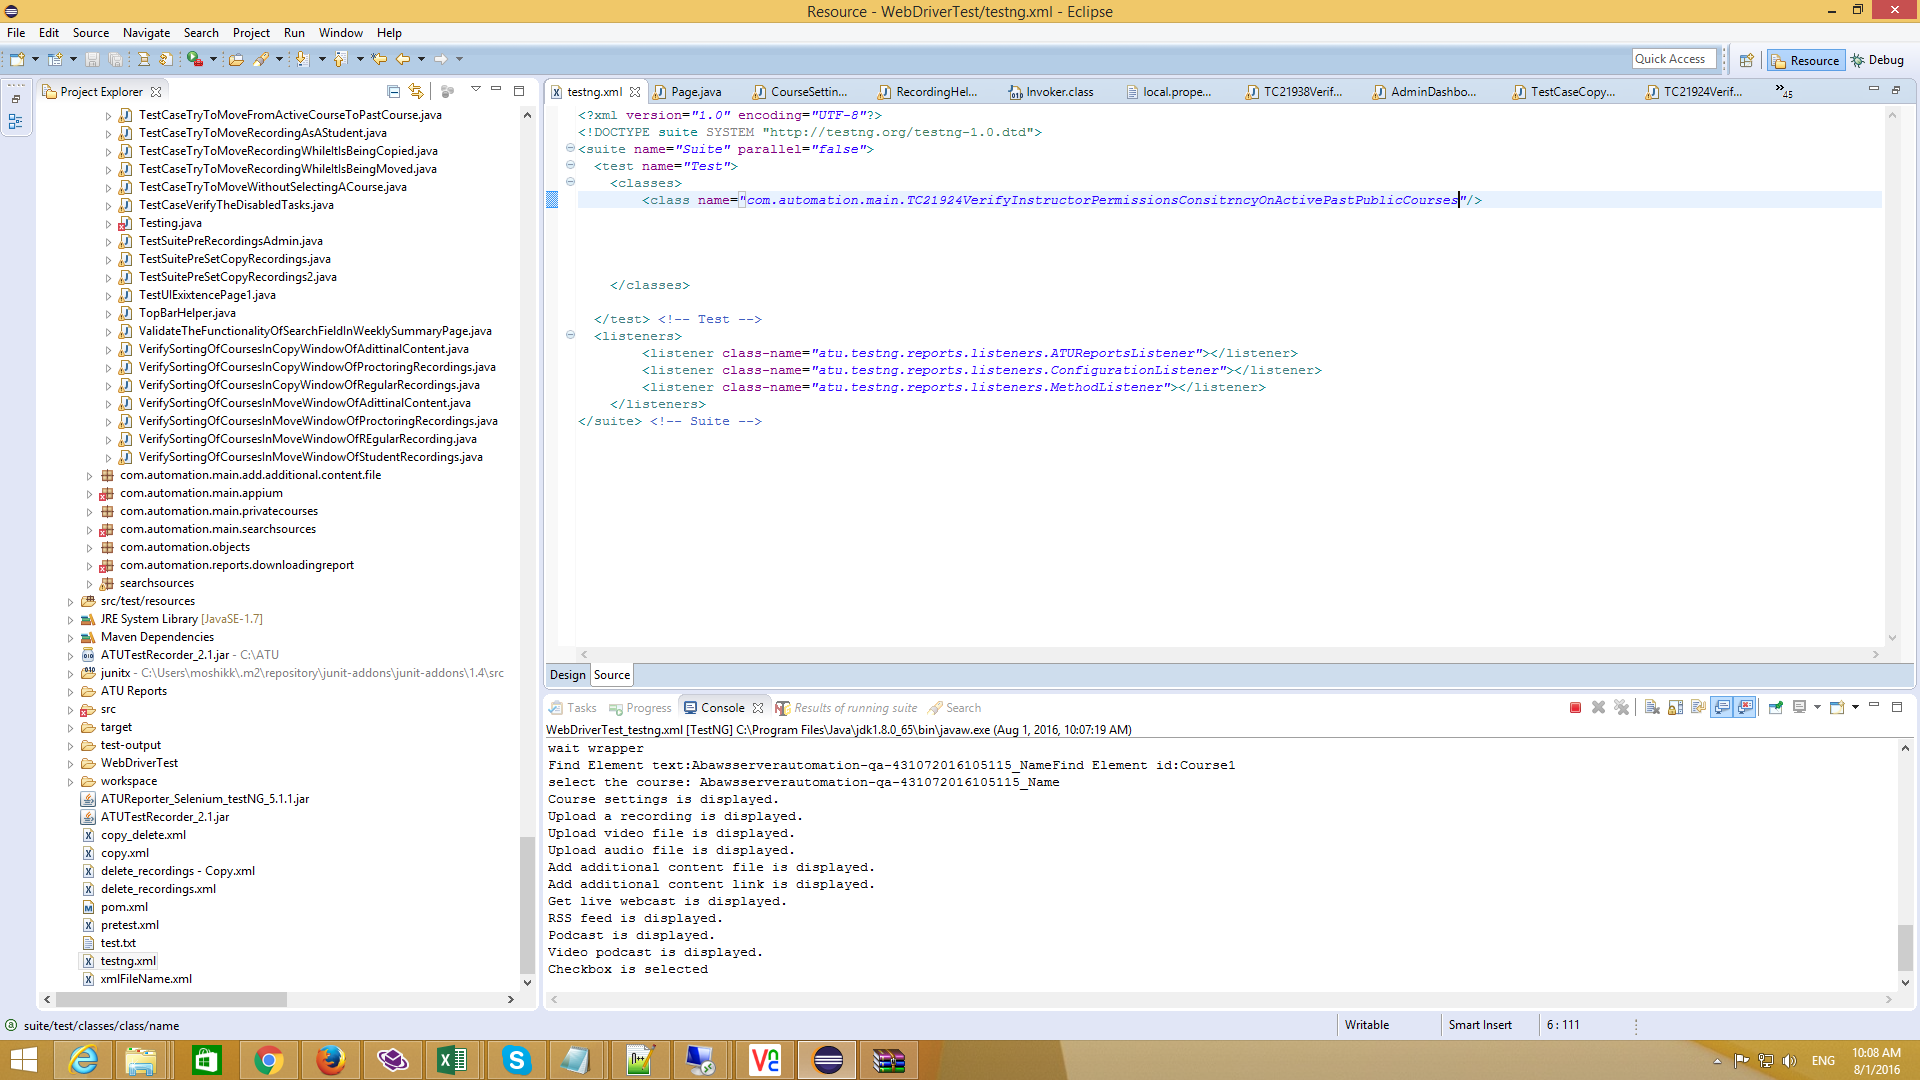 Resource - WebDriverTest/testng.xml - Eclipse
File Edit Source Navigate Search Project Run Window Help
Quick Access
Resource
Debug
Project Explorer
TestCaseTryToMoveFromActiveCourseToPastCourse.java
TestCaseTryToMoveRecordingAsAStudent.java
TestCaseTryToMoveRecordingWhileItIsBeingCopied.java
TestCaseTryToMoveRecordingWhileItIsBeingMoved.java
TestCaseTryToMoveWithoutSelectingACourse.java
TestCaseVerifyTheDisabledTasks.java
Testing.java
TestSuitePreRecordingsAdmin.java
TestSuitePreSetCopyRecordings.java
TestSuitePreSetCopyRecordings2.java
TestUIExixtencePage1.java
TopBarHelper.java
ValidateTheFunctionalityOfSearchFieldInWeeklySummaryPage.java
VerifySortingOfCoursesInCopyWindowOfAdittinalContent.java
VerifySortingOfCoursesInCopyWindowOfProctoringRecordings.java
VerifySortingOfCoursesInCopyWindowOfRegularRecordings.java
VerifySortingOfCoursesInMoveWindowOfAdittinalContent.java
VerifySortingOfCoursesInMoveWindowOfProctoringRecordings.java
VerifySortingOfCoursesInMoveWindowOfREgularRecording.java
VerifySortingOfCoursesInMoveWindowOfStudentRecordings.java
com.automation.main.add.additional.content.file
com.automation.main.appium
com.automation.main.privatecourses
com.automation.main.searchsources
com.automation.objects
com.automation.reports.downloadingreport
searchsources
src/test/resources
JRE System Library [JavaSE-1.7]
Maven Dependencies
ATUTestRecorder_2.1.jar - C:\ATU
junitx - C:\Users\moshikk\.m2\repository\junit-addons\junit-addons\1.4\src
ATU Reports
src
target
test-output
WebDriverTest
workspace
ATUReporter_Selenium_testNG_5.1.1.jar
ATUTestRecorder_2.1.jar
copy_delete.xml
copy.xml
delete_recordings - Copy.xml
delete_recordings.xml
pom.xml
pretest.xml
test.txt
testng.xml
xmlFileName.xml
testng.xml Page.java CourseSettin... RecordingHel... Invoker.class local.prope... TC21938Verif... AdminDashbo... TestCaseCopy... TC21924Verif... »45
<?xml version="1.0" encoding="UTF-8"?>
<!DOCTYPE suite SYSTEM "http://testng.org/testng-1.0.dtd">
<suite name="Suite" parallel="false">
<test name="Test">
<classes>
<class name="com.automation.main.TC21924VerifyInstructorPermissionsConsitrncyOnActivePastPublicCourses"/>
</classes>
</test> <!-- Test -->
<listeners>
<listener class-name="atu.testng.reports.listeners.ATUReportsListener"></listener>
<listener class-name="atu.testng.reports.listeners.ConfigurationListener"></listener>
<listener class-name="atu.testng.reports.listeners.MethodListener"></listener>
</listeners>
</suite> <!-- Suite -->
Design Source
Tasks Progress Console Results of running suite Search
WebDriverTest_testng.xml [TestNG] C:\Program Files\Java\jdk1.8.0_65\bin\javaw.exe (Aug 1, 2016, 10:07:19 AM)
wait wrapper
Find Element text:Abawsserverautomation-qa-431072016105115_NameFind Element id:Course1
select the course: Abawsserverautomation-qa-431072016105115_Name
Course settings is displayed.
Upload a recording is displayed.
Upload video file is displayed.
Upload audio file is displayed.
Add additional content file is displayed.
Add additional content link is displayed.
Get live webcast is displayed.
RSS feed is displayed.
Podcast is displayed.
Video podcast is displayed.
Checkbox is selected
suite/test/classes/class/name
Writable
Smart Insert
6 : 111
ENG
10:08 AM
8/1/2016